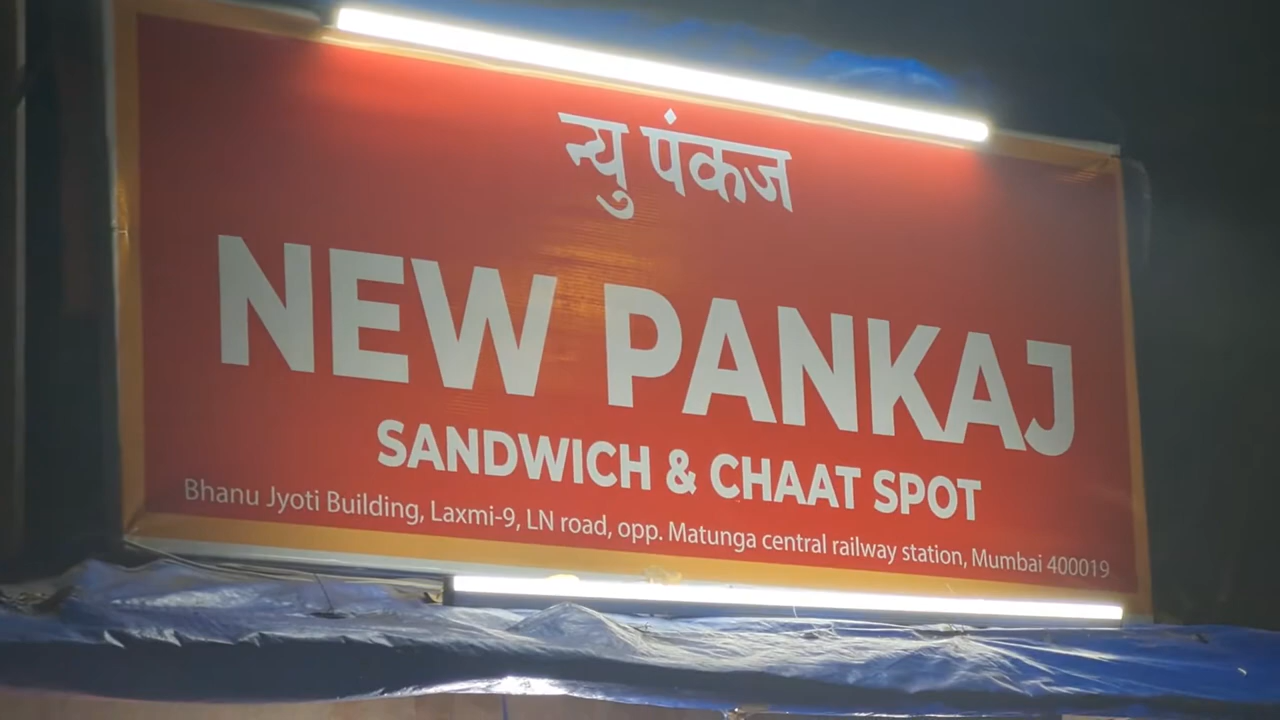 न्यु पंकज
NEW PANKAJ
SANDWICH & CHAAT SPOT
Bhanu Jyoti Building, Laxmi-9, LN road, opp. Matunga central railway station, Mumbai 400019